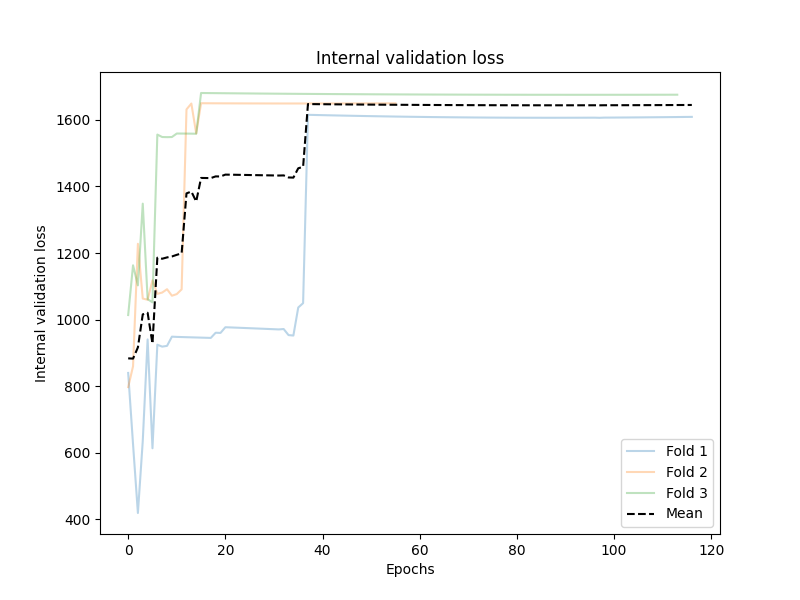 Internal validation loss
Internal validation loss
1600
1400
1200
1000
800
600
400
0 20 40 60 80 100 120
Epochs
Fold 1
Fold 2
Fold 3
Mean